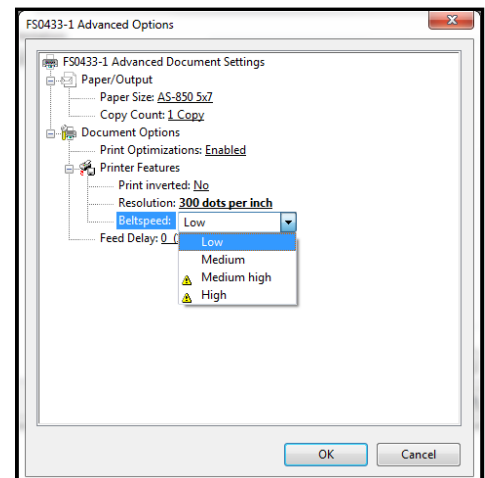 FS0433-1 Advanced Options
FS0433-1 Advanced Document Settings
Paper/Output
Paper Size: AS-850 5x7
Copy Count: 1 Copy
Document Options
Print Optimizations: Enabled
Printer Features
Print inverted: No
Resolution: 300 dots per inch
Beltspeed: Low
Feed Delay: 0 (
Low
Medium
Medium high
High
OK Cancel